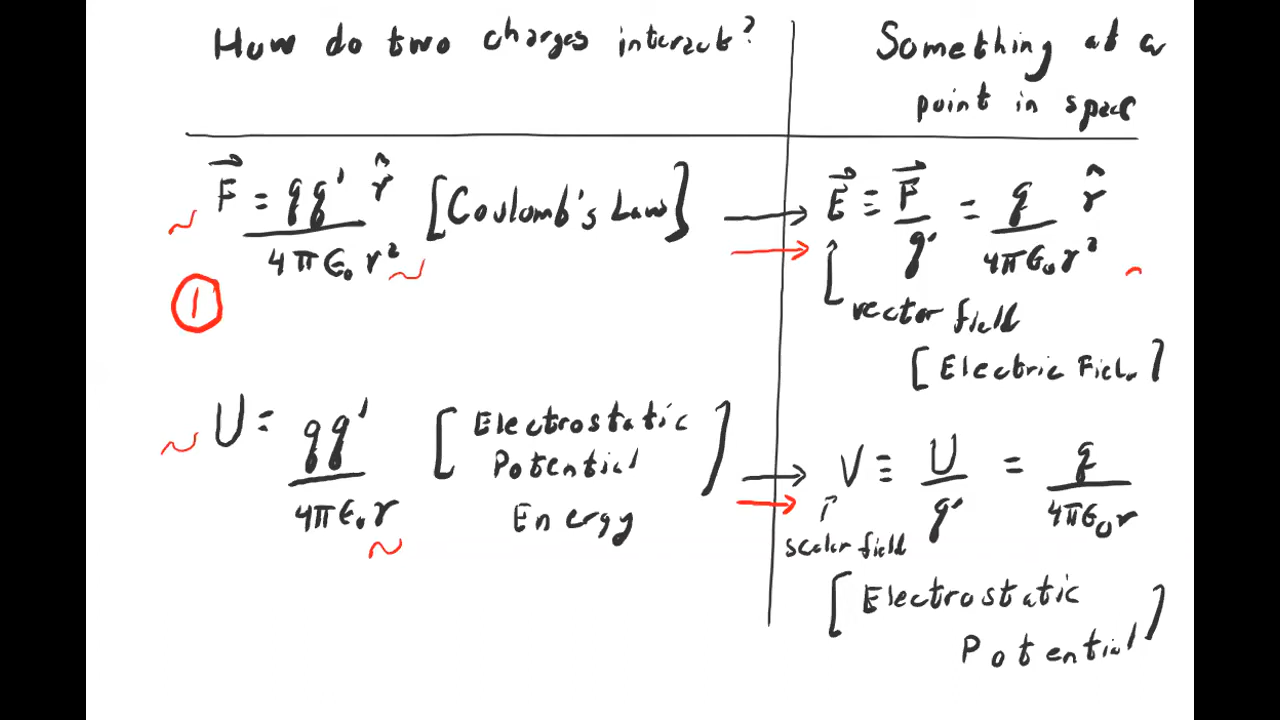 How do two charges interact?
Something at a
point in space
F⃗ = qq' / 4πε₀r² r̂ [Coulomb's Law]
E⃗ ≡ F⃗ / q' = q / 4πε₀r² r̂
①
vector field
[Electric Field]
U = qq' / 4πε₀r [Electrostatic
Potential
Energy]
V ≡ U / q' = q / 4πε₀r
scalar field
[Electrostatic
Potential]